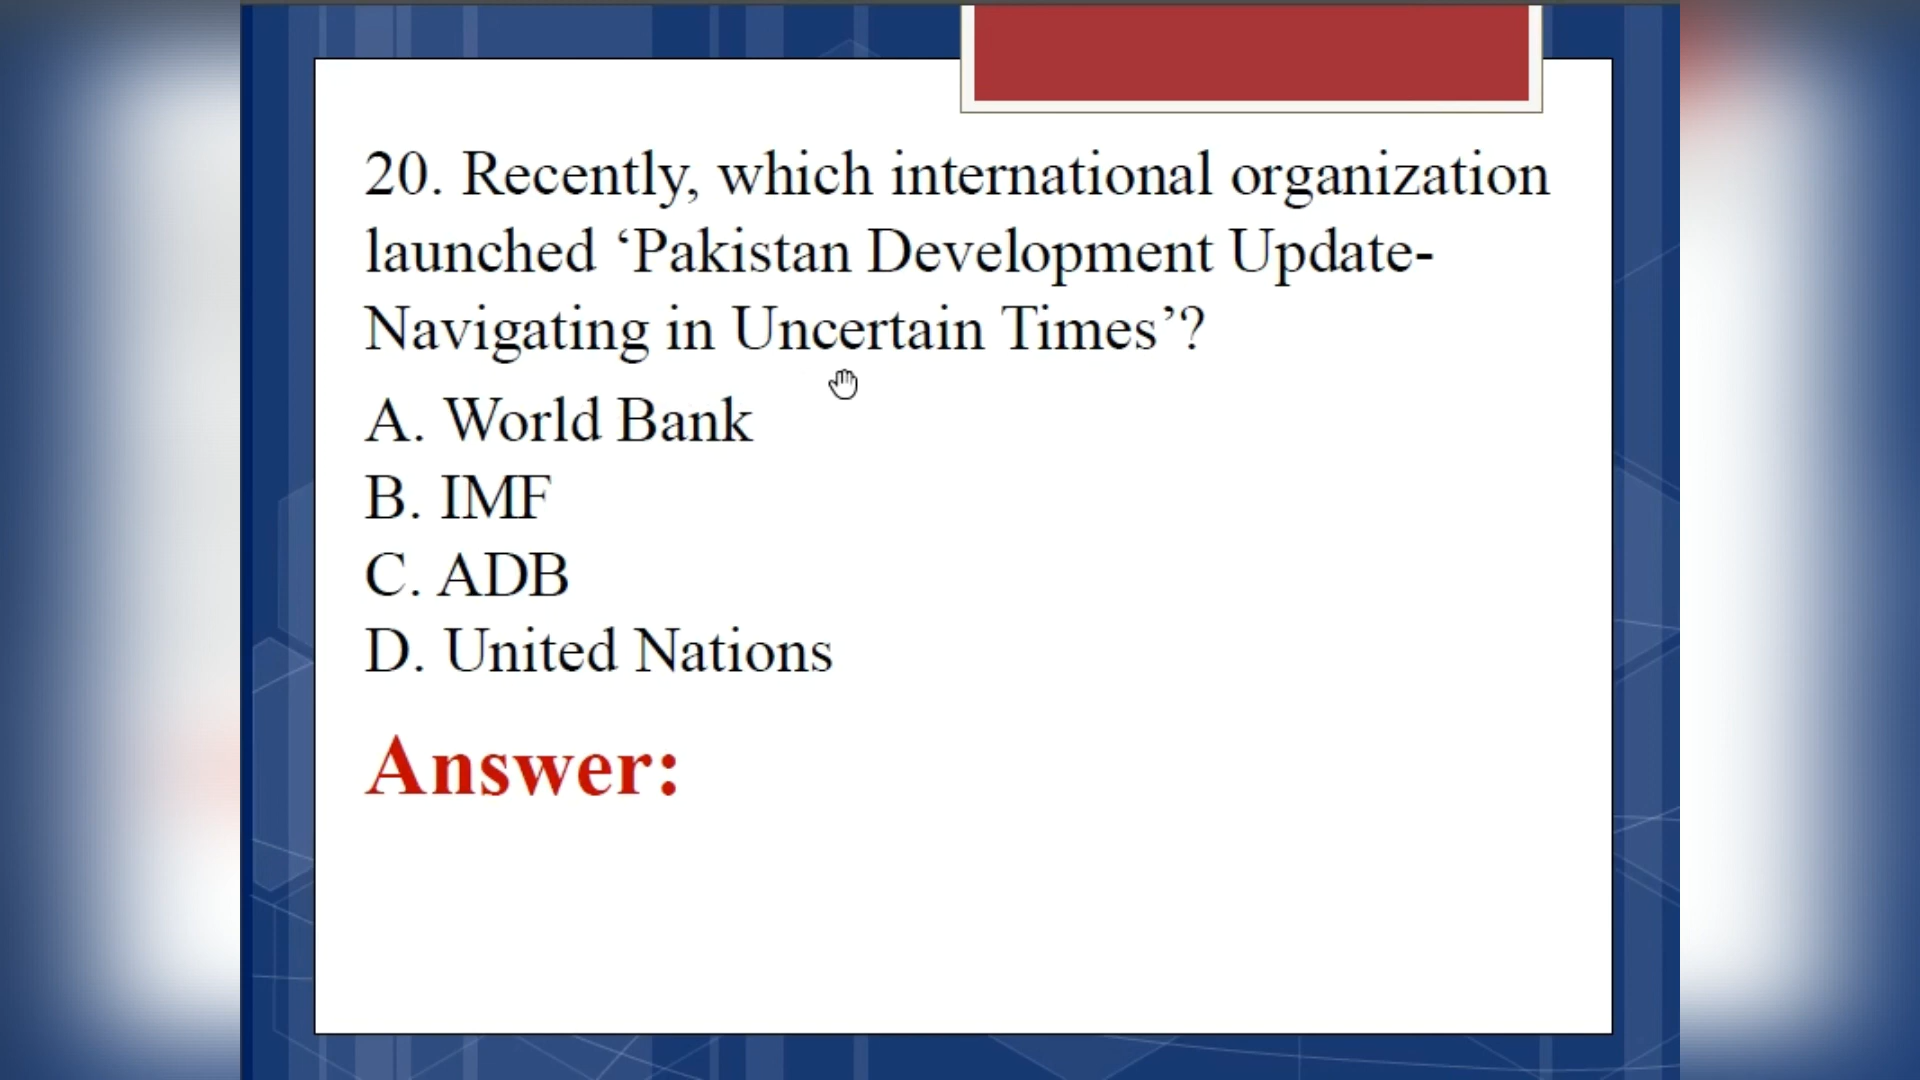 20. Recently, which international organization
launched ‘Pakistan Development Update-
Navigating in Uncertain Times’?
A. World Bank
B. IMF
C. ADB
D. United Nations
Answer: